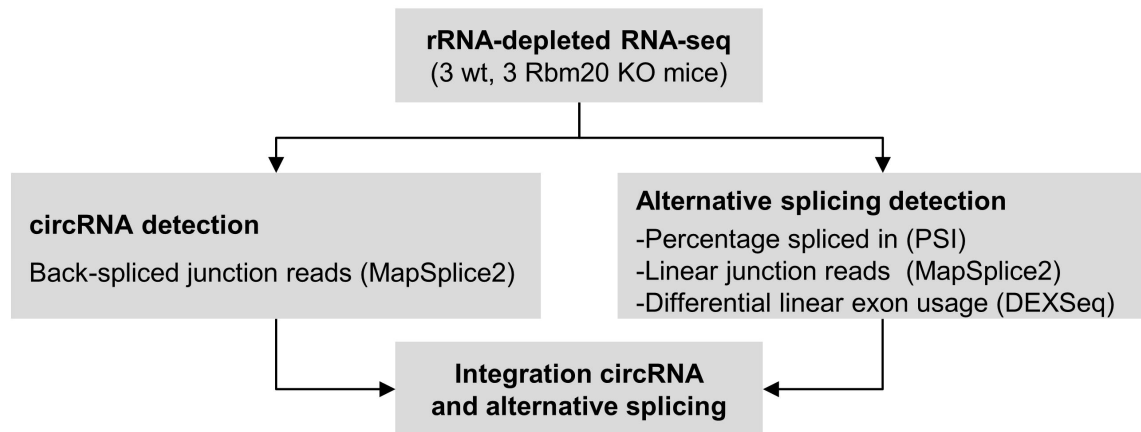 rRNA-depleted RNA-seq
(3 wt, 3 Rbm20 KO mice)
circRNA detection
Back-spliced junction reads (MapSplice2)
Alternative splicing detection
-Percentage spliced in (PSI)
-Linear junction reads  (MapSplice2)
-Differential linear exon usage (DEXSeq)
Integration circRNA
and alternative splicing